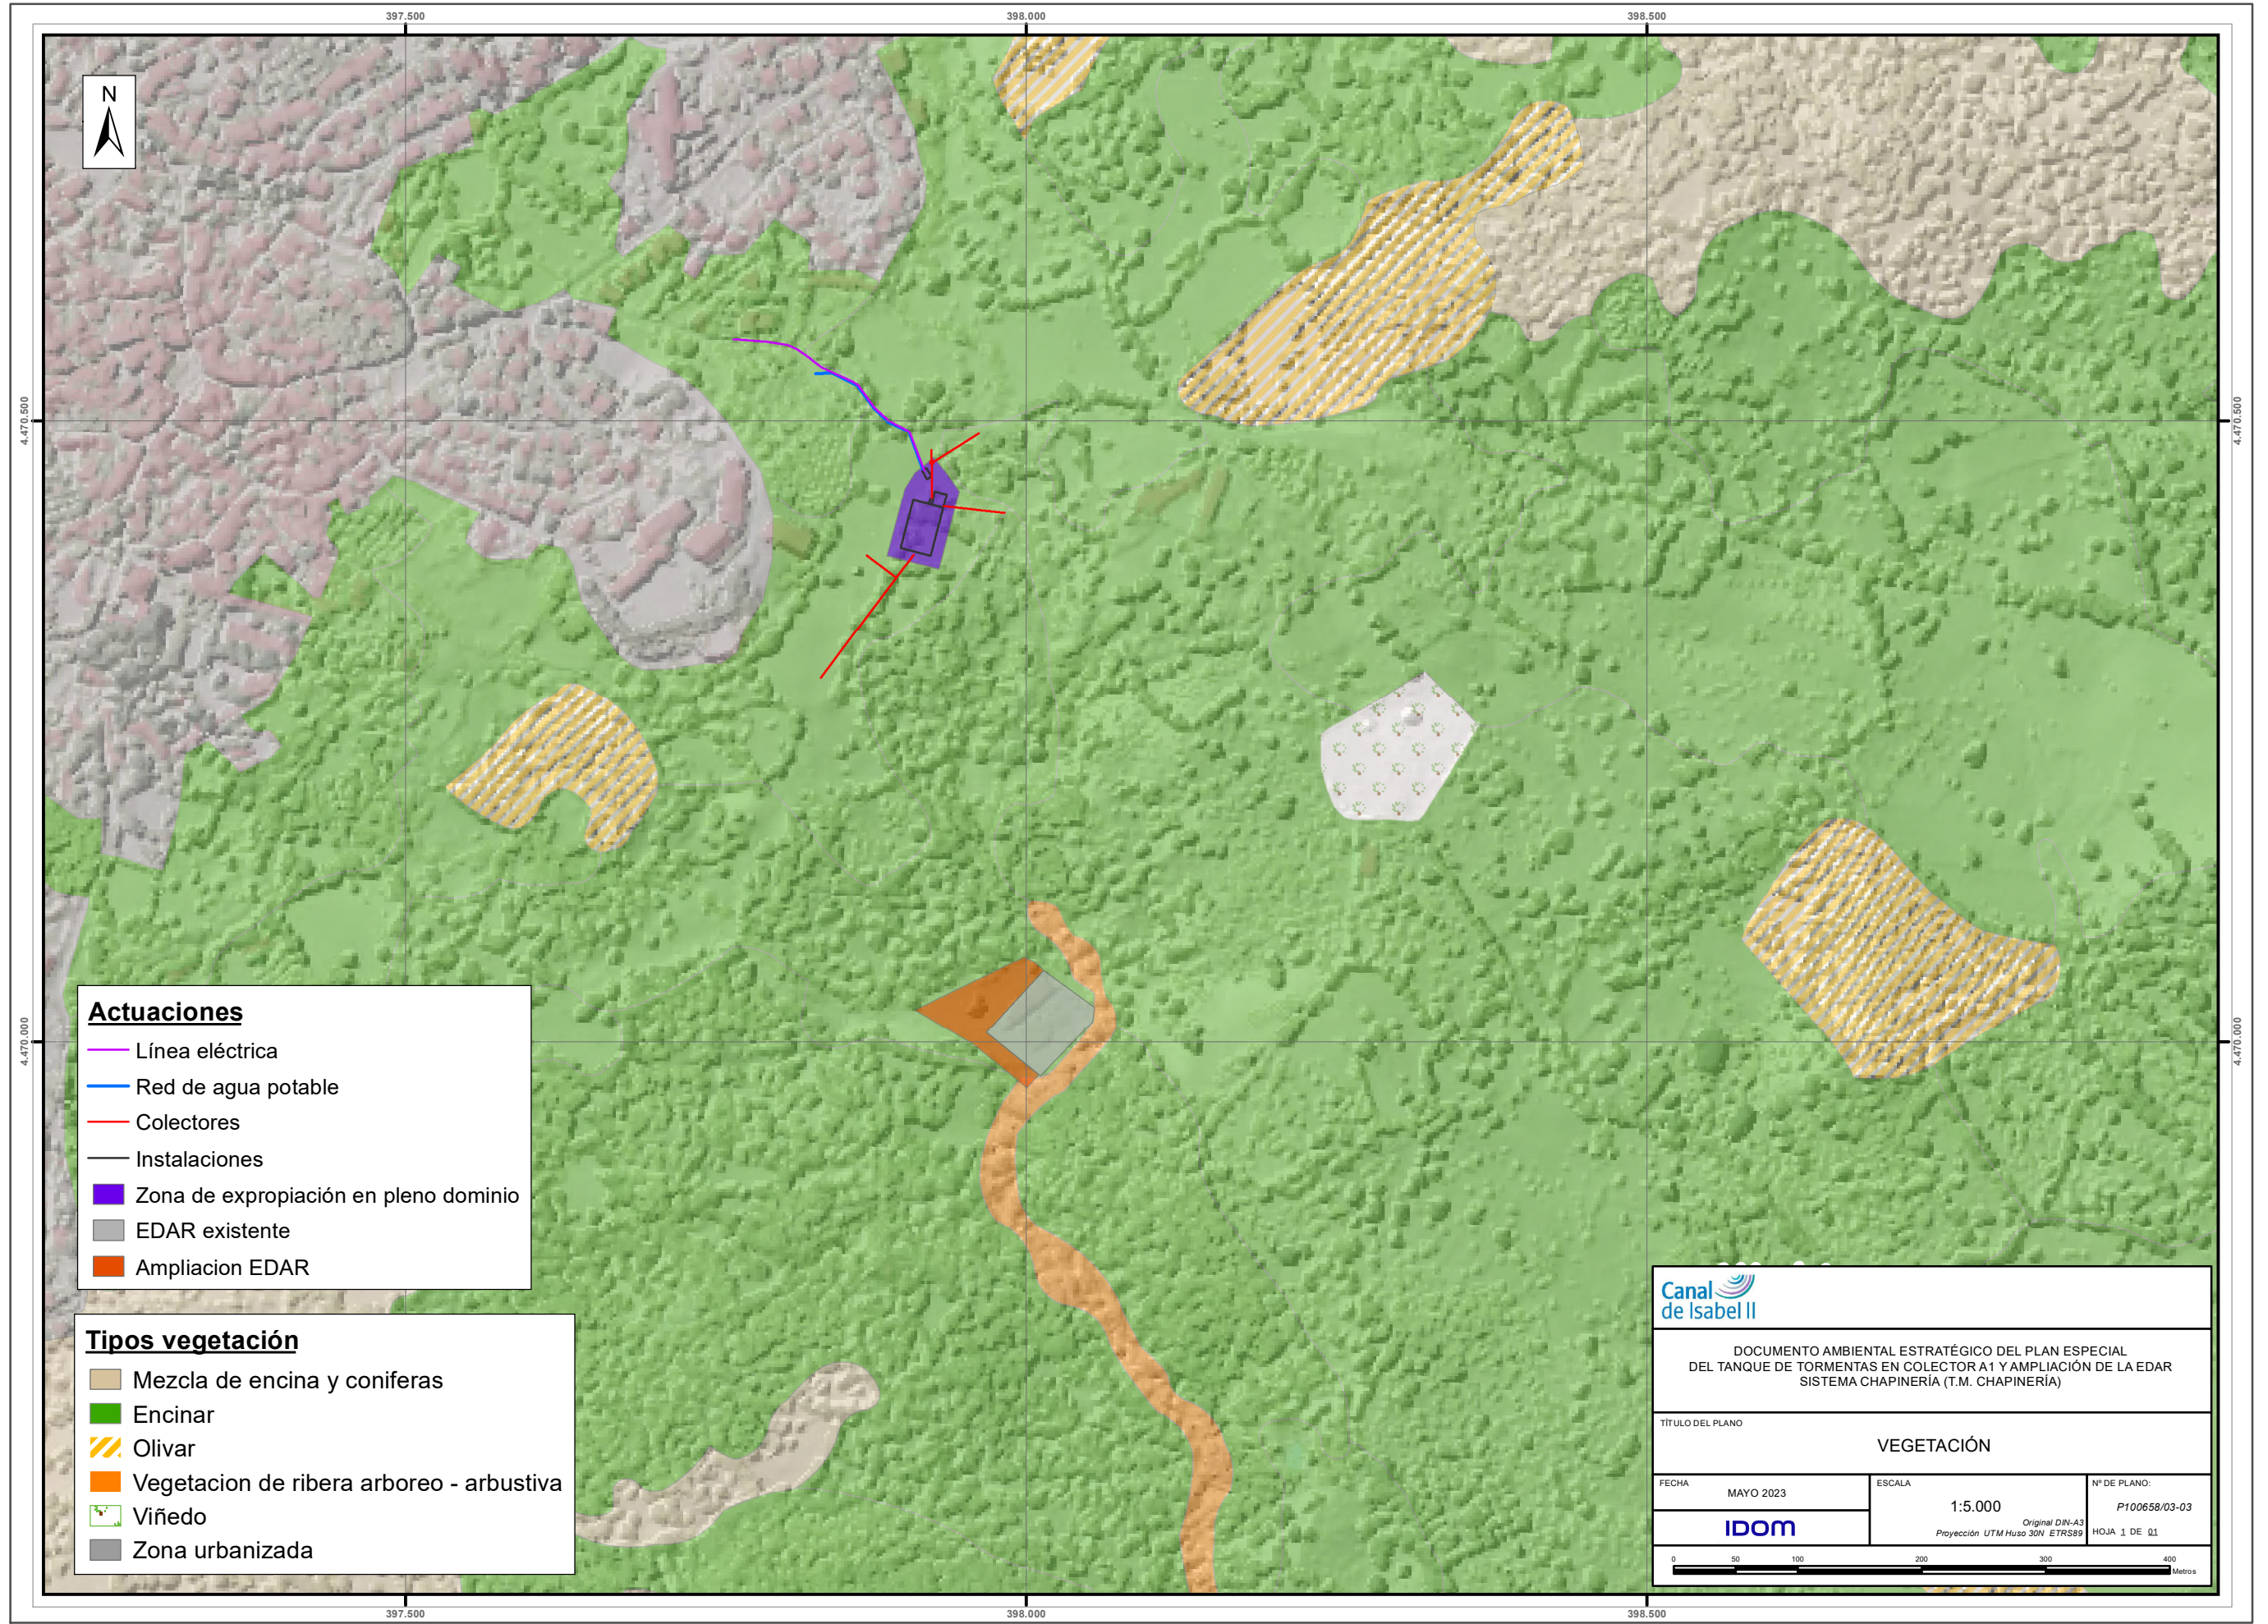 397.500
398.000
398.500
N
4.470.500
4.470.500
4.470.000
4.470.000
Actuaciones
Línea eléctrica
Red de agua potable
Colectores
Instalaciones
Zona de expropiación en pleno dominio
EDAR existente
Ampliacion EDAR
Tipos vegetación
Mezcla de encina y coniferas
Encinar
Olivar
Vegetacion de ribera arboreo - arbustiva
Viñedo
Zona urbanizada
Canal
de Isabel II
DOCUMENTO AMBIENTAL ESTRATÉGICO DEL PLAN ESPECIAL
DEL TANQUE DE TORMENTAS EN COLECTOR A1 Y AMPLIACIÓN DE LA EDAR
SISTEMA CHAPINERÍA (T.M. CHAPINERÍA)
TÍTULO DEL PLANO
VEGETACIÓN
FECHA
MAYO 2023
IDOM
ESCALA
1:5.000
Original DIN-A3
Proyección UTM Huso 30N ETRS89
Nº DE PLANO:
P100658/03-03
HOJA 1 DE 01
0 50 100 200 300 400
Metros
397.500
398.000
398.500